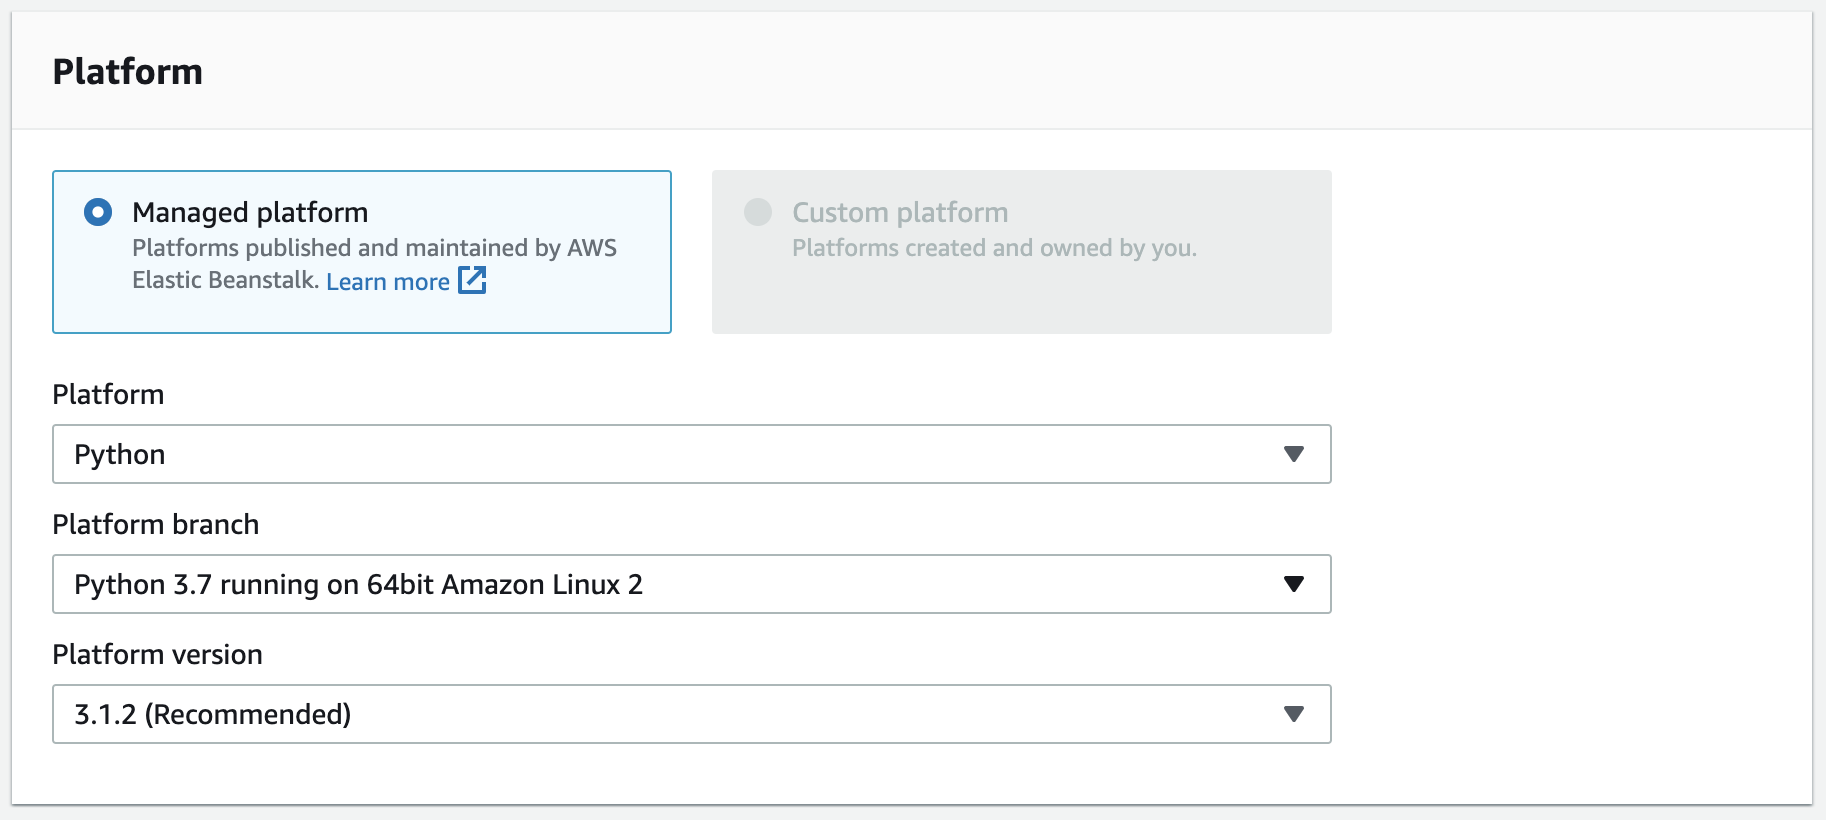 Platform
Managed platform
Platforms published and maintained by AWS
Elastic Beanstalk. Learn more
Custom platform
Platforms created and owned by you.
Platform
Python
Platform branch
Python 3.7 running on 64bit Amazon Linux 2
Platform version
3.1.2 (Recommended)